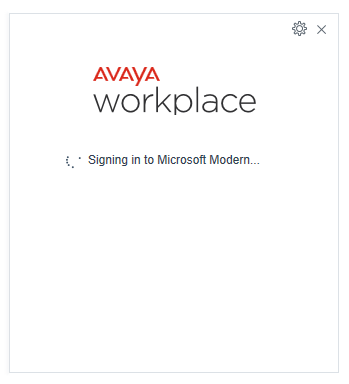 AVAYA
workplace
Signing in to Microsoft Modern...